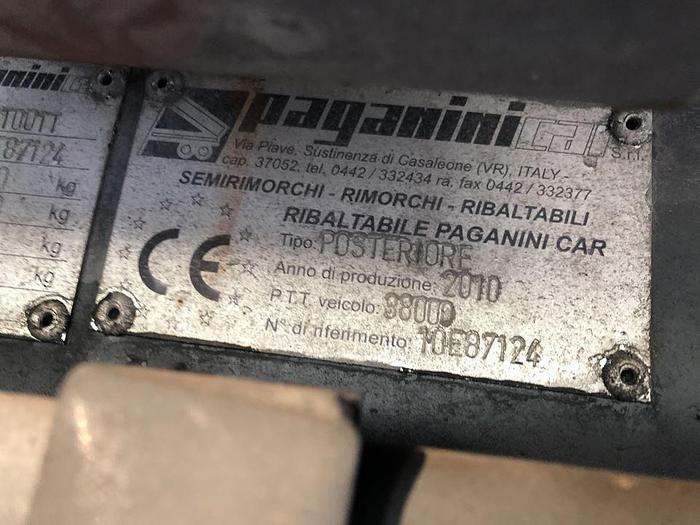 TOUTT
87124
kg
kg
kg
kg
paganini car s.r.l.
Via Piave, Sustinenza di Casaleone (VR), ITALY -
cap. 37052, tel. 0442 / 332434 ra, fax 0442 / 332377
SEMIRIMORCHI - RIMORCHI - RIBALTABILI
RIBALTABILE PAGANINI CAR
Tipo: POSTERIORE
Anno di produzione: 2010
P.T.T. veicolo: 38000
N° di riferimento: 10E87124
CE